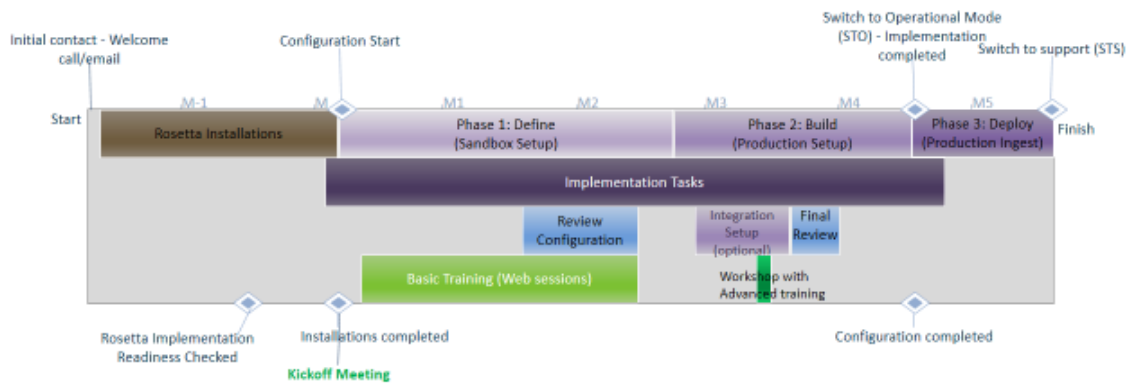 Switch to Operational Mode
(STO) - Implementation
completed
Initial contact - Welcome
call/email
Configuration Start
Switch to support (STS)
M-1
M
M1
M2
M3
M4
M5
Start
Rosetta Installations
Phase 1: Define
(Sandbox Setup)
Phase 2: Build
(Production Setup)
Phase 3: Deploy
(Production Ingest)
Finish
Implementation Tasks
Review
Configuration
Integration
Setup
(optional)
Final
Review
Basic Training (Web sessions)
Workshop with
Advanced training
Rosetta Implementation
Readiness Checked
Installations completed
Configuration completed
Kickoff Meeting